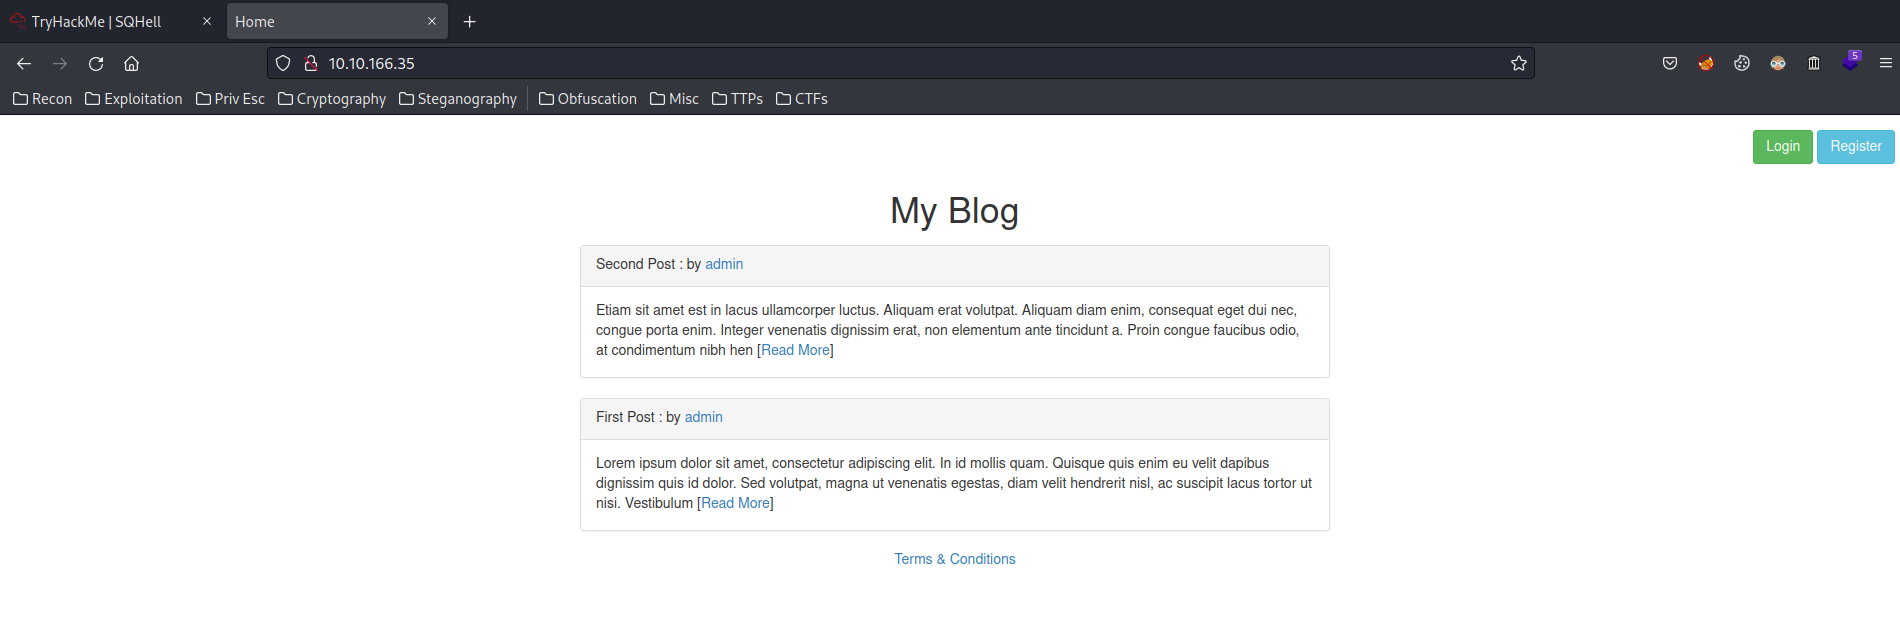 TryHackMe | SQHell
Home
10.10.166.35
5
Recon Exploitation Priv Esc Cryptography Steganography Obfuscation Misc TTPs CTFs
Login Register
My Blog
Second Post : by admin
Etiam sit amet est in lacus ullamcorper luctus. Aliquam erat volutpat. Aliquam diam enim, consequat eget dui nec,
congue porta enim. Integer venenatis dignissim erat, non elementum ante tincidunt a. Proin congue faucibus odio,
at condimentum nibh hen [Read More]
First Post : by admin
Lorem ipsum dolor sit amet, consectetur adipiscing elit. In id mollis quam. Quisque quis enim eu velit dapibus
dignissim quis id dolor. Sed volutpat, magna ut venenatis egestas, diam velit hendrerit nisl, ac suscipit lacus tortor ut
nisi. Vestibulum [Read More]
Terms & Conditions